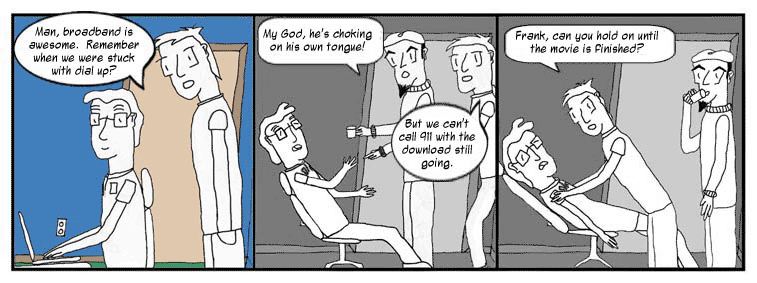 Man, broadband is
awesome. Remember
when we were stuck
with dial up?
My God, he's choking
on his own tongue!
But we can't
call 911 with the
download still
going.
Frank, can you hold on until
the movie is finished?